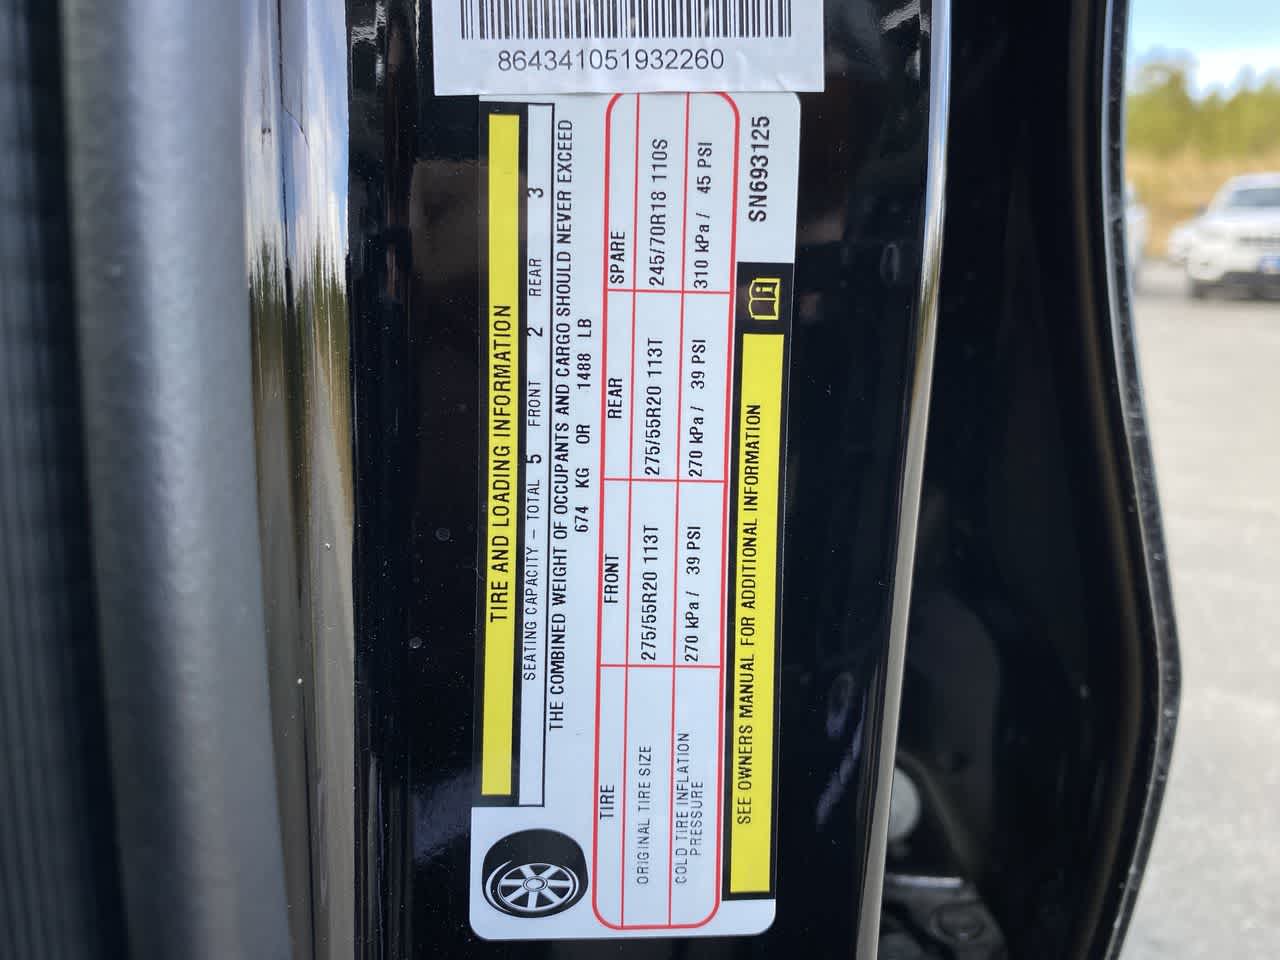 864341051932260
TIRE AND LOADING INFORMATION
SEATING CAPACITY – TOTAL 5 FRONT 2 REAR 3
THE COMBINED WEIGHT OF OCCUPANTS AND CARGO SHOULD NEVER EXCEED
674 KG OR 1488 LB
TIRE FRONT REAR SPARE
ORIGINAL TIRE SIZE 275/55R20 113T 275/55R20 113T 245/70R18 110S
COLD TIRE INFLATION
PRESSURE 270 kPa / 39 PSI 270 kPa / 39 PSI 310 kPa / 45 PSI
SEE OWNERS MANUAL FOR ADDITIONAL INFORMATION
SN693125